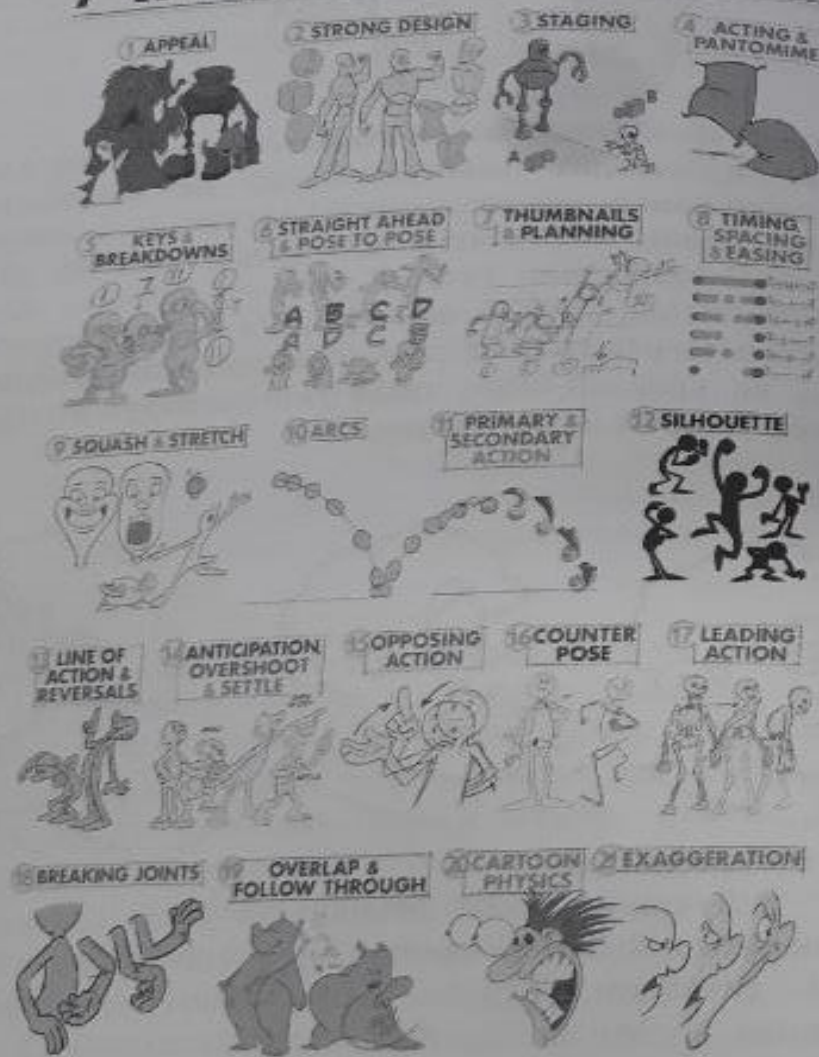 1 APPEAL
2 STRONG DESIGN
3 STAGING
4 ACTING &
PANTOMIME
A
B
5 KEYS &
BREAKDOWNS
6 STRAIGHT AHEAD
& POSE TO POSE
7 THUMBNAILS
& PLANNING
8 TIMING,
SPACING
& EASING
A B C D
A D C B
9 SQUASH & STRETCH
10 ARCS
11 PRIMARY &
SECONDARY
ACTION
12 SILHOUETTE
13 LINE OF
ACTION &
REVERSALS
14 ANTICIPATION,
OVERSHOOT
& SETTLE
15 OPPOSING
ACTION
16 COUNTER
POSE
17 LEADING
ACTION
18 BREAKING JOINTS
19 OVERLAP &
FOLLOW THROUGH
20 CARTOON
PHYSICS
21 EXAGGERATION